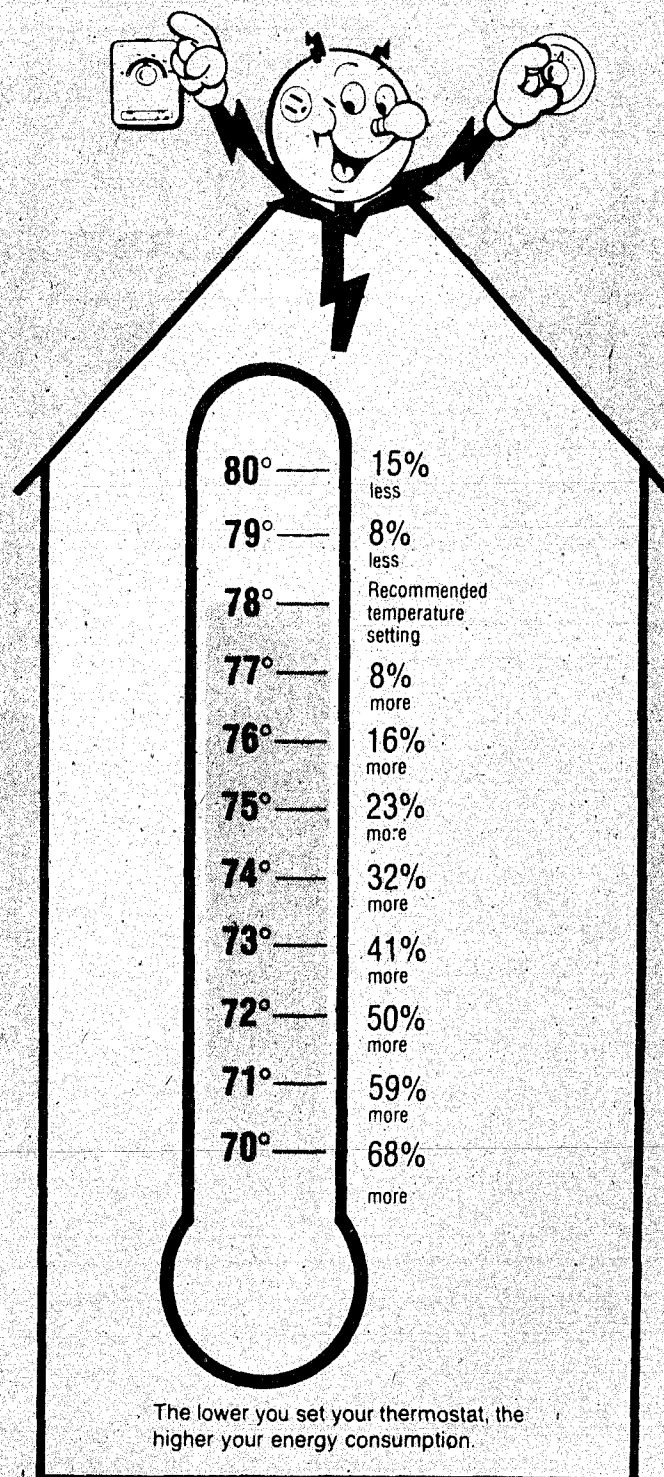 80° 15%
less
79° 8%
less
78° Recommended
temperature
setting
77° 8%
more
76° 16%
more
75° 23%
more
74° 32%
more
73° 41%
more
72° 50%
more
71° 59%
more
70° 68%
more
The lower you set your thermostat, the
higher your energy consumption.